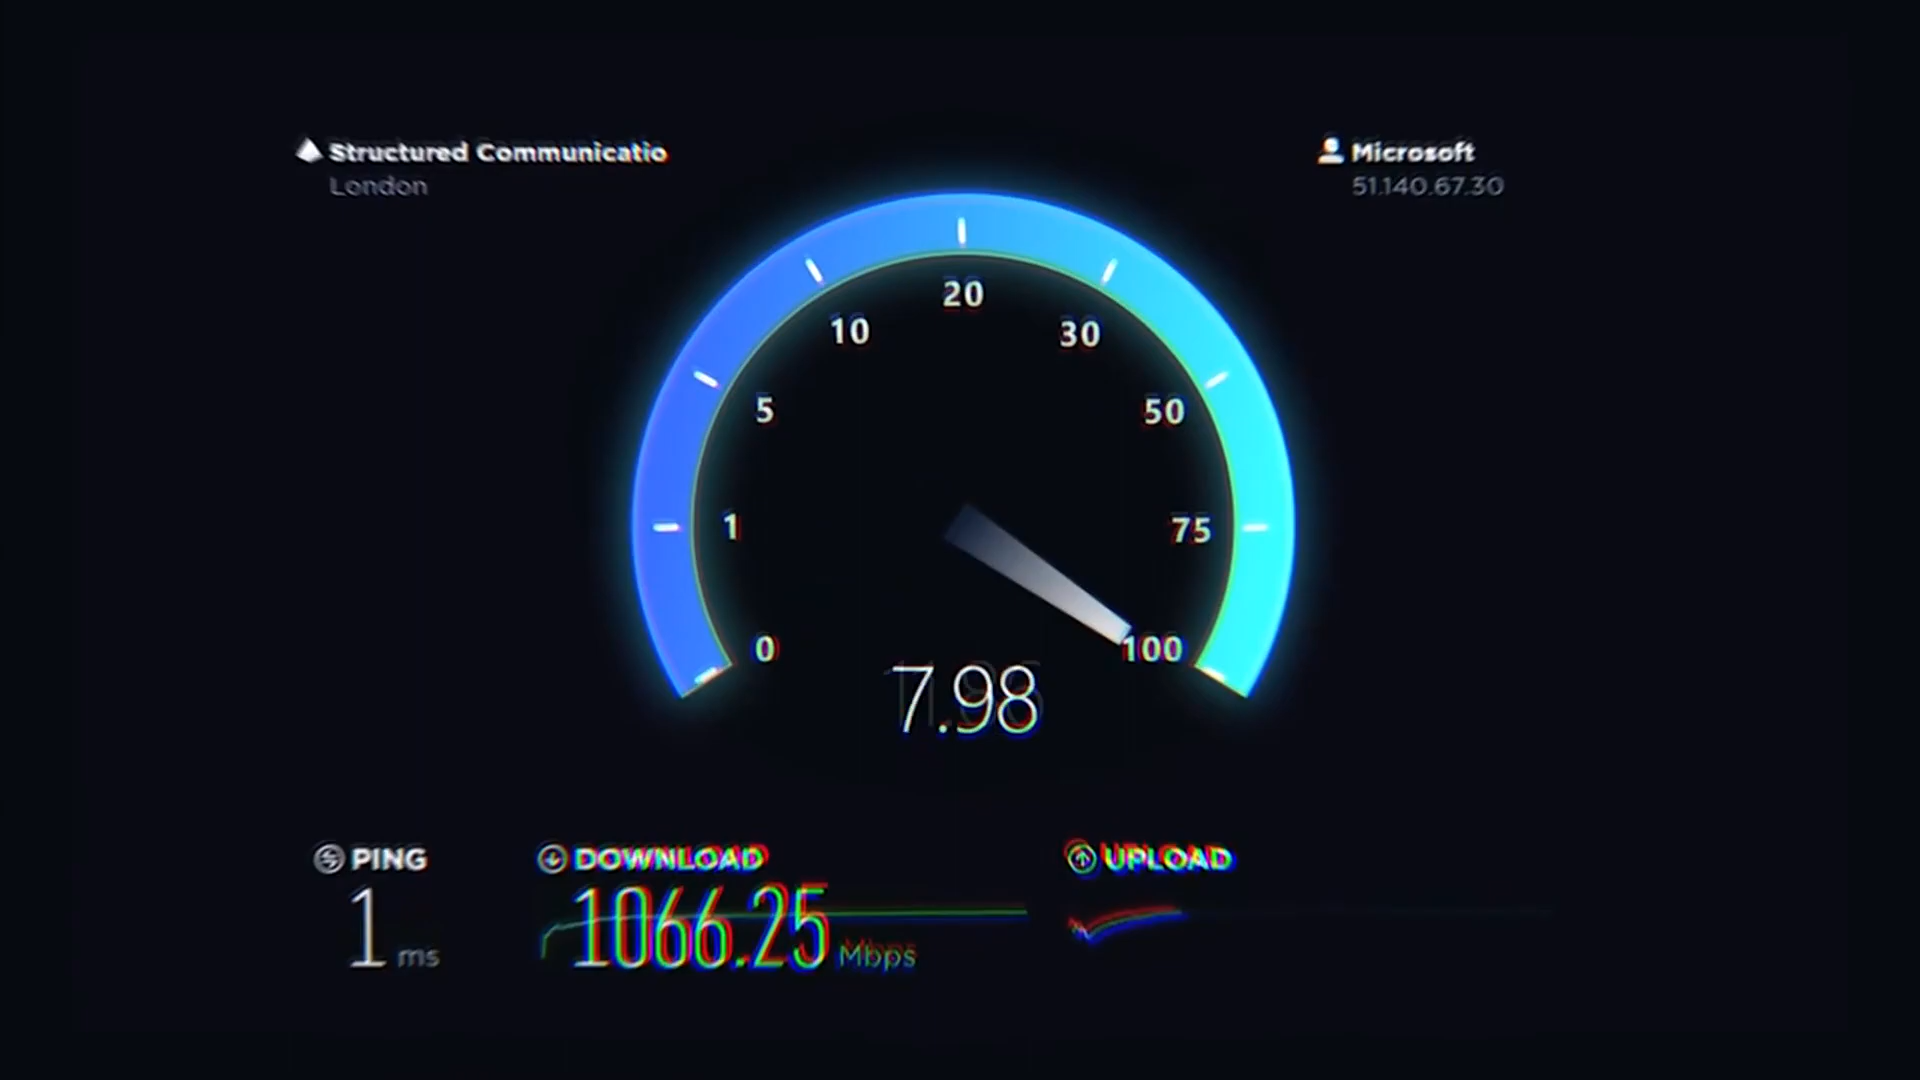 Structured Communicatio
London
Microsoft
51.140.67.30
20
10
30
5
50
1
75
0
100
7.98
PING
DOWNLOAD
UPLOAD
1 ms
1066.25 Mbps